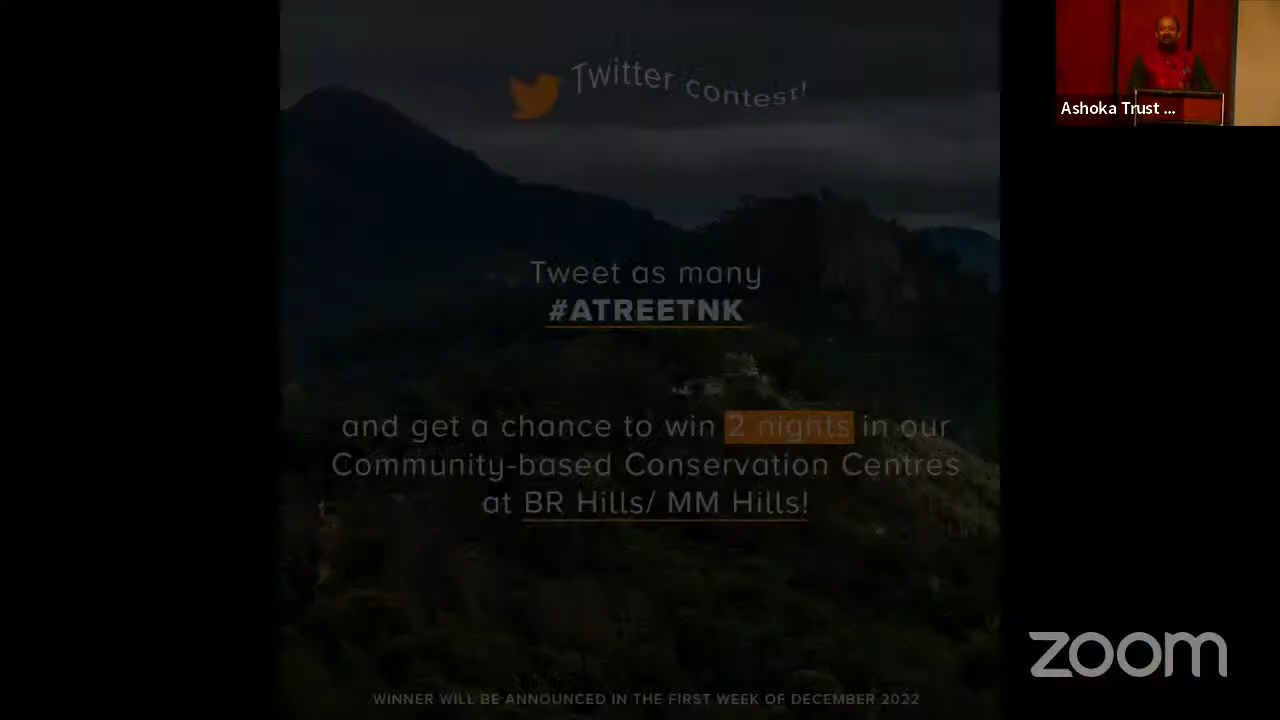 Twitter contest!
Ashoka Trust ...
Tweet as many
#ATREETNK
and get a chance to win 2 nights in our
Community-based Conservation Centres
at BR Hills/ MM Hills!
zoom
WINNER WILL BE ANNOUNCED IN THE FIRST WEEK OF DECEMBER 2022